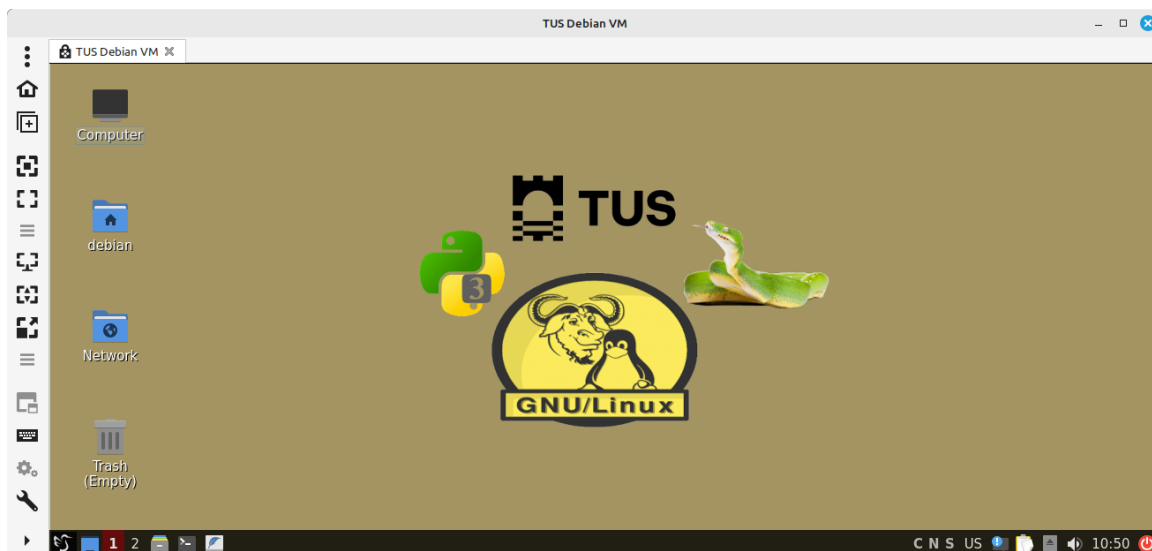 TUS Debian VM
TUS Debian VM
Computer
debian
Network
Trash
(Empty)
TUS
3
GNU/Linux
1 2
C N S US 10:50